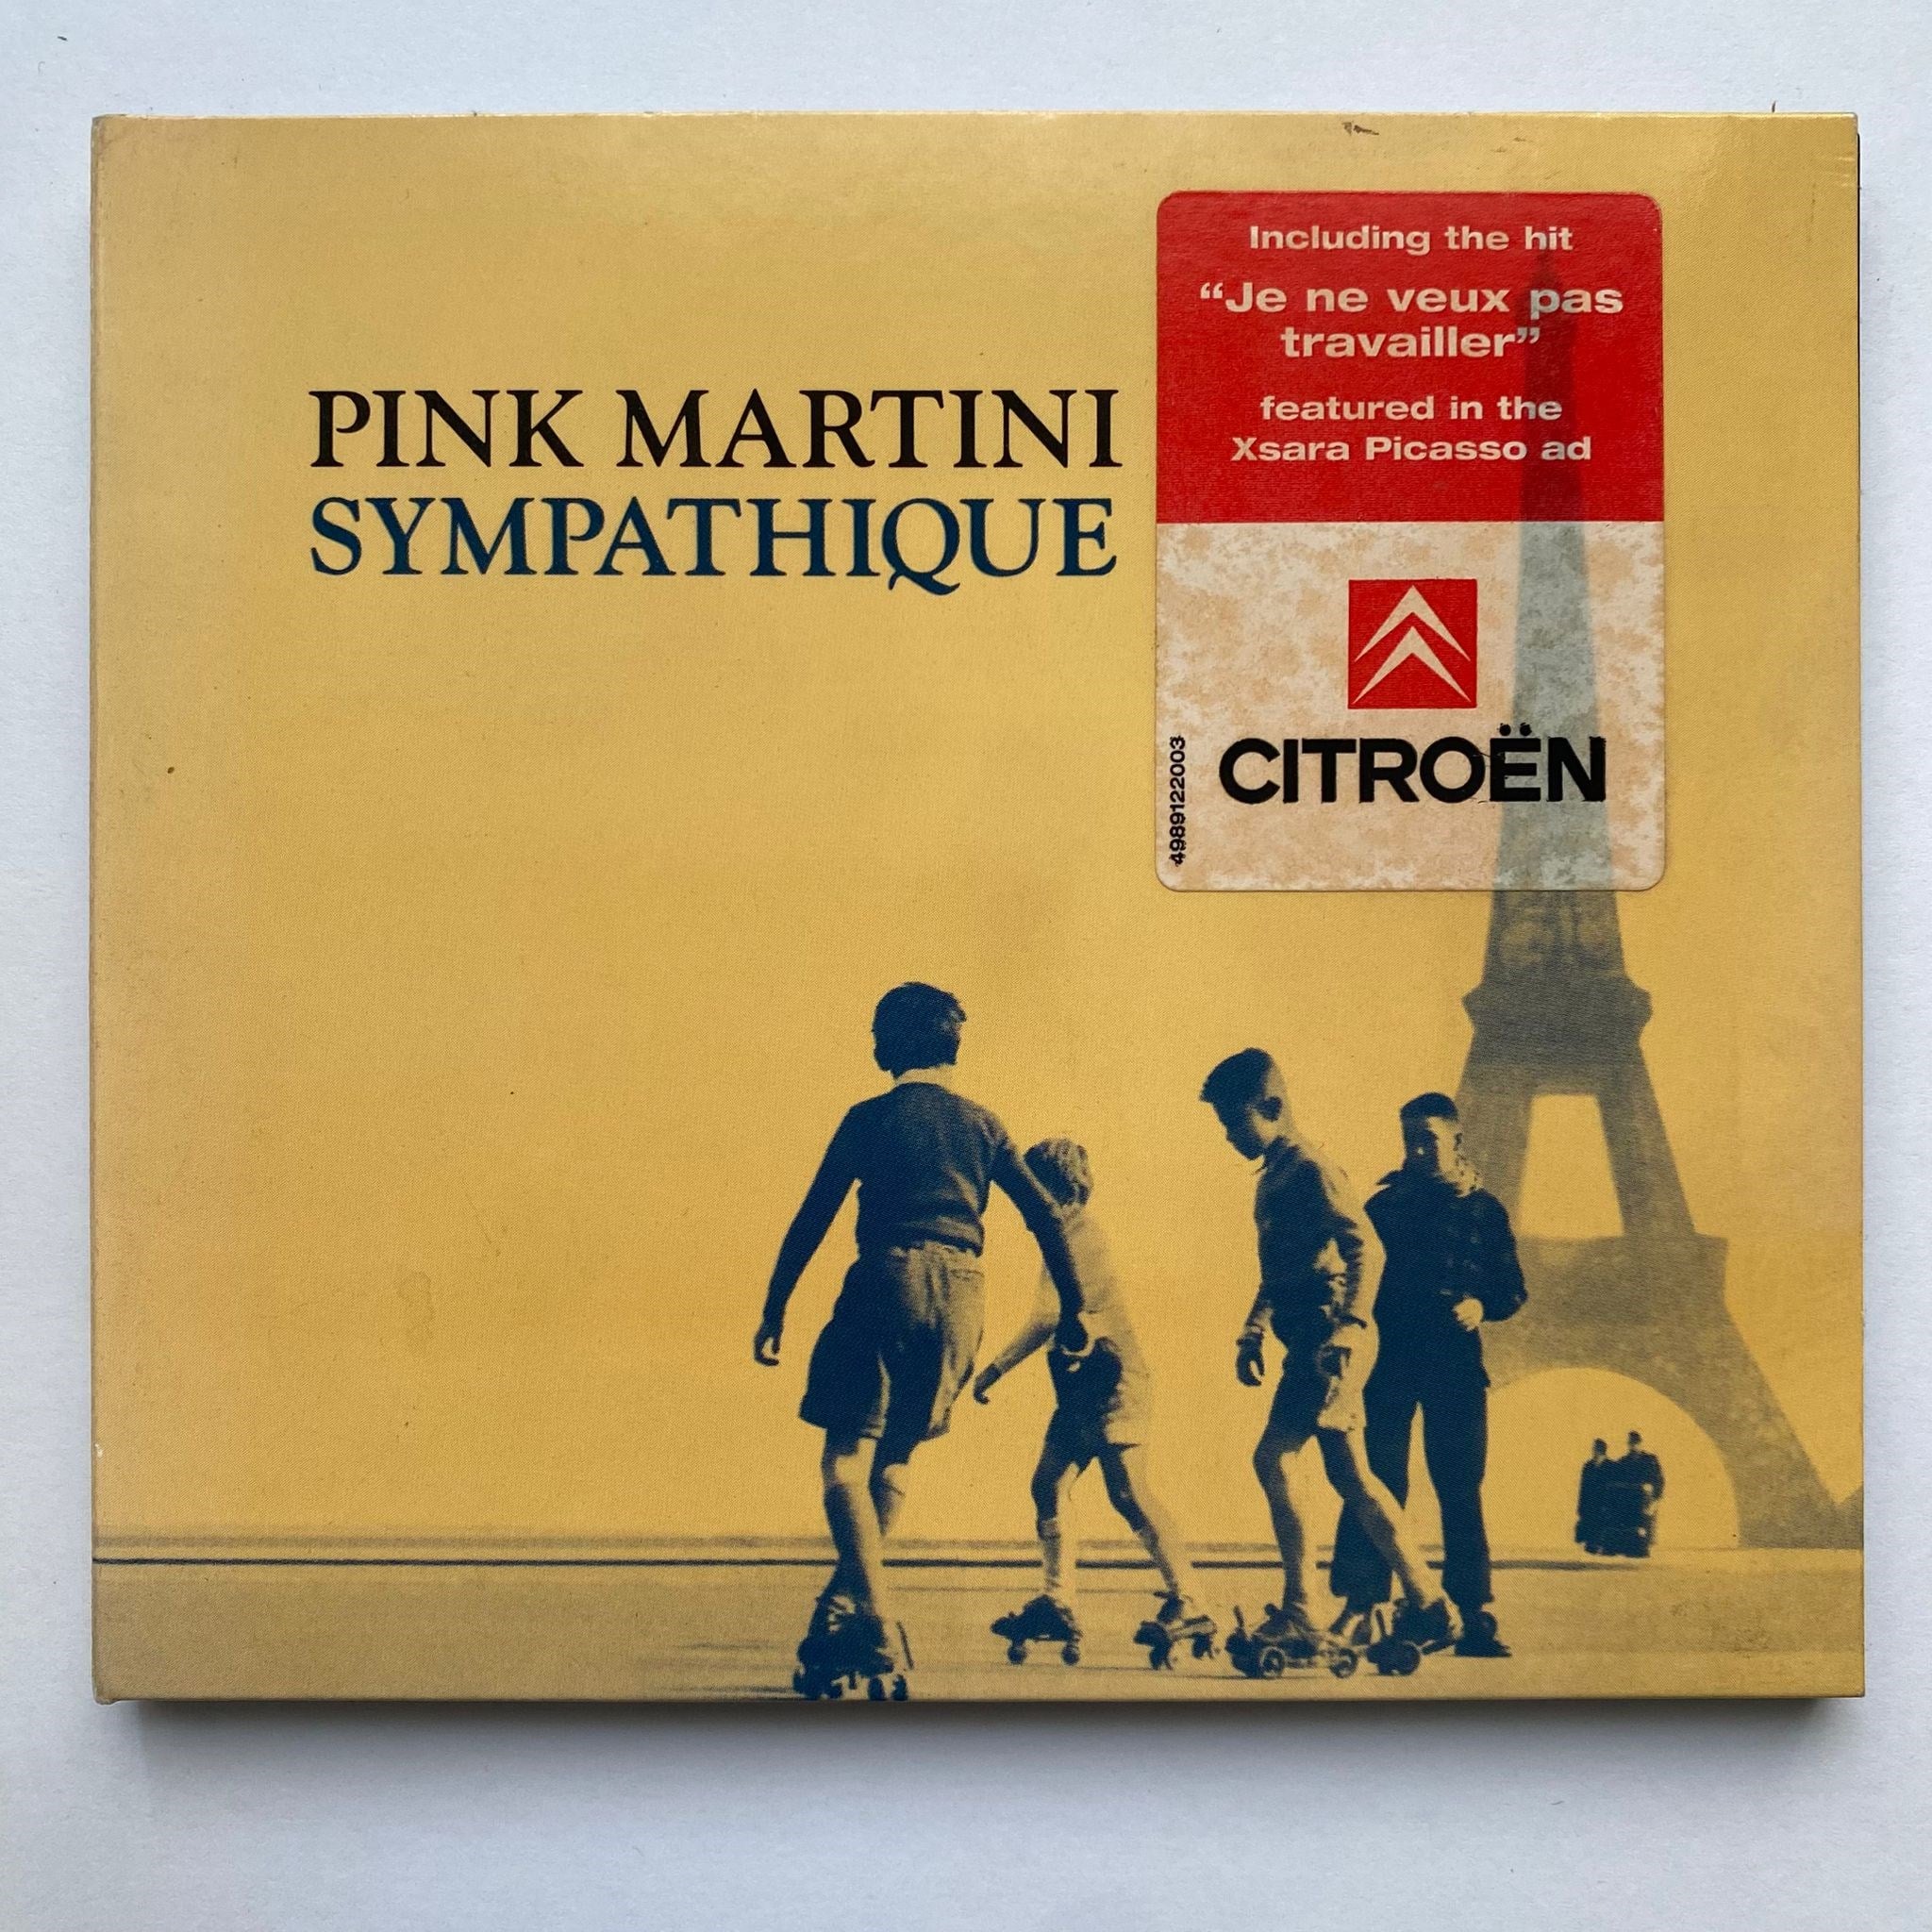 PINK MARTINI
SYMPATHIQUE
Including the hit
“Je ne veux pas
travailler”
featured in the
Xsara Picasso ad
CITROËN
4989122003